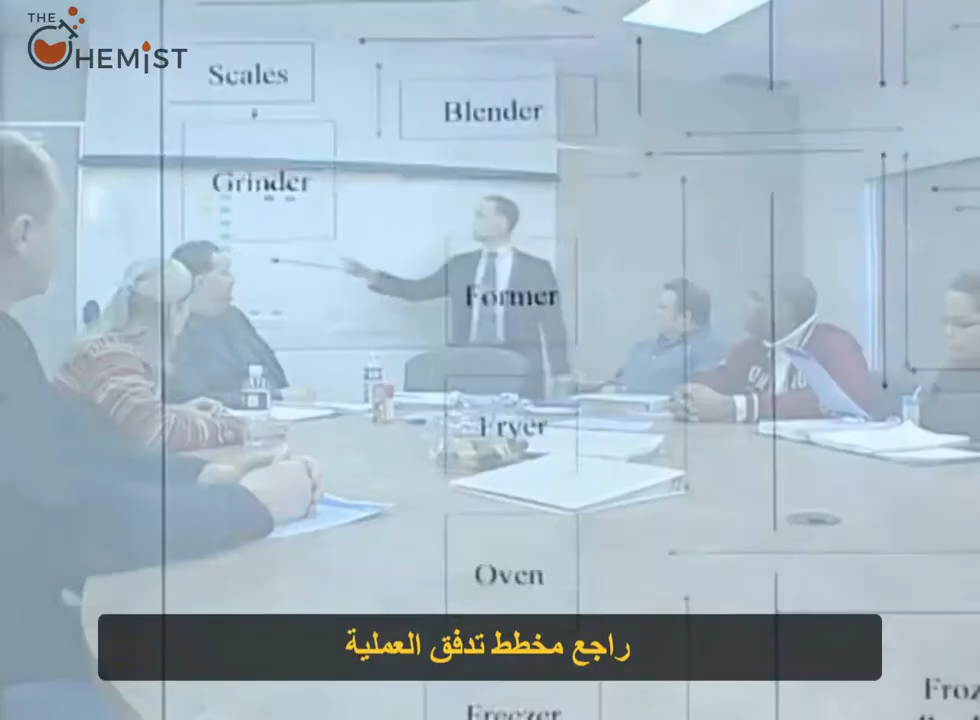 THE
CHEMIST
Scales
Blender
Grinder
Former
Fryer
Oven
راجع مخطط تدفق العملية
Freezer